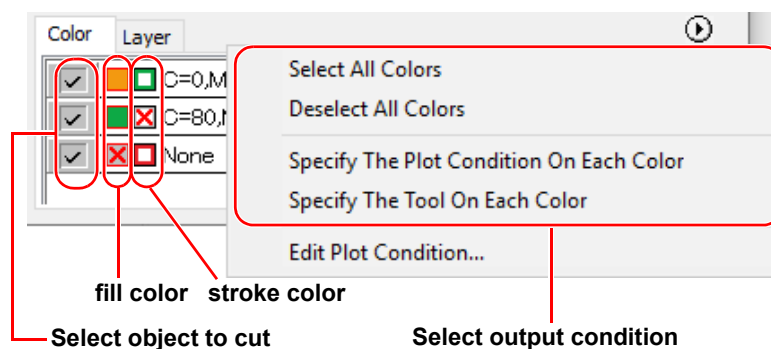 Color Layer
C=0,M
C=80,
None
Select All Colors
Deselect All Colors
Specify The Plot Condition On Each Color
Specify The Tool On Each Color
Edit Plot Condition...
fill color stroke color
Select object to cut
Select output condition